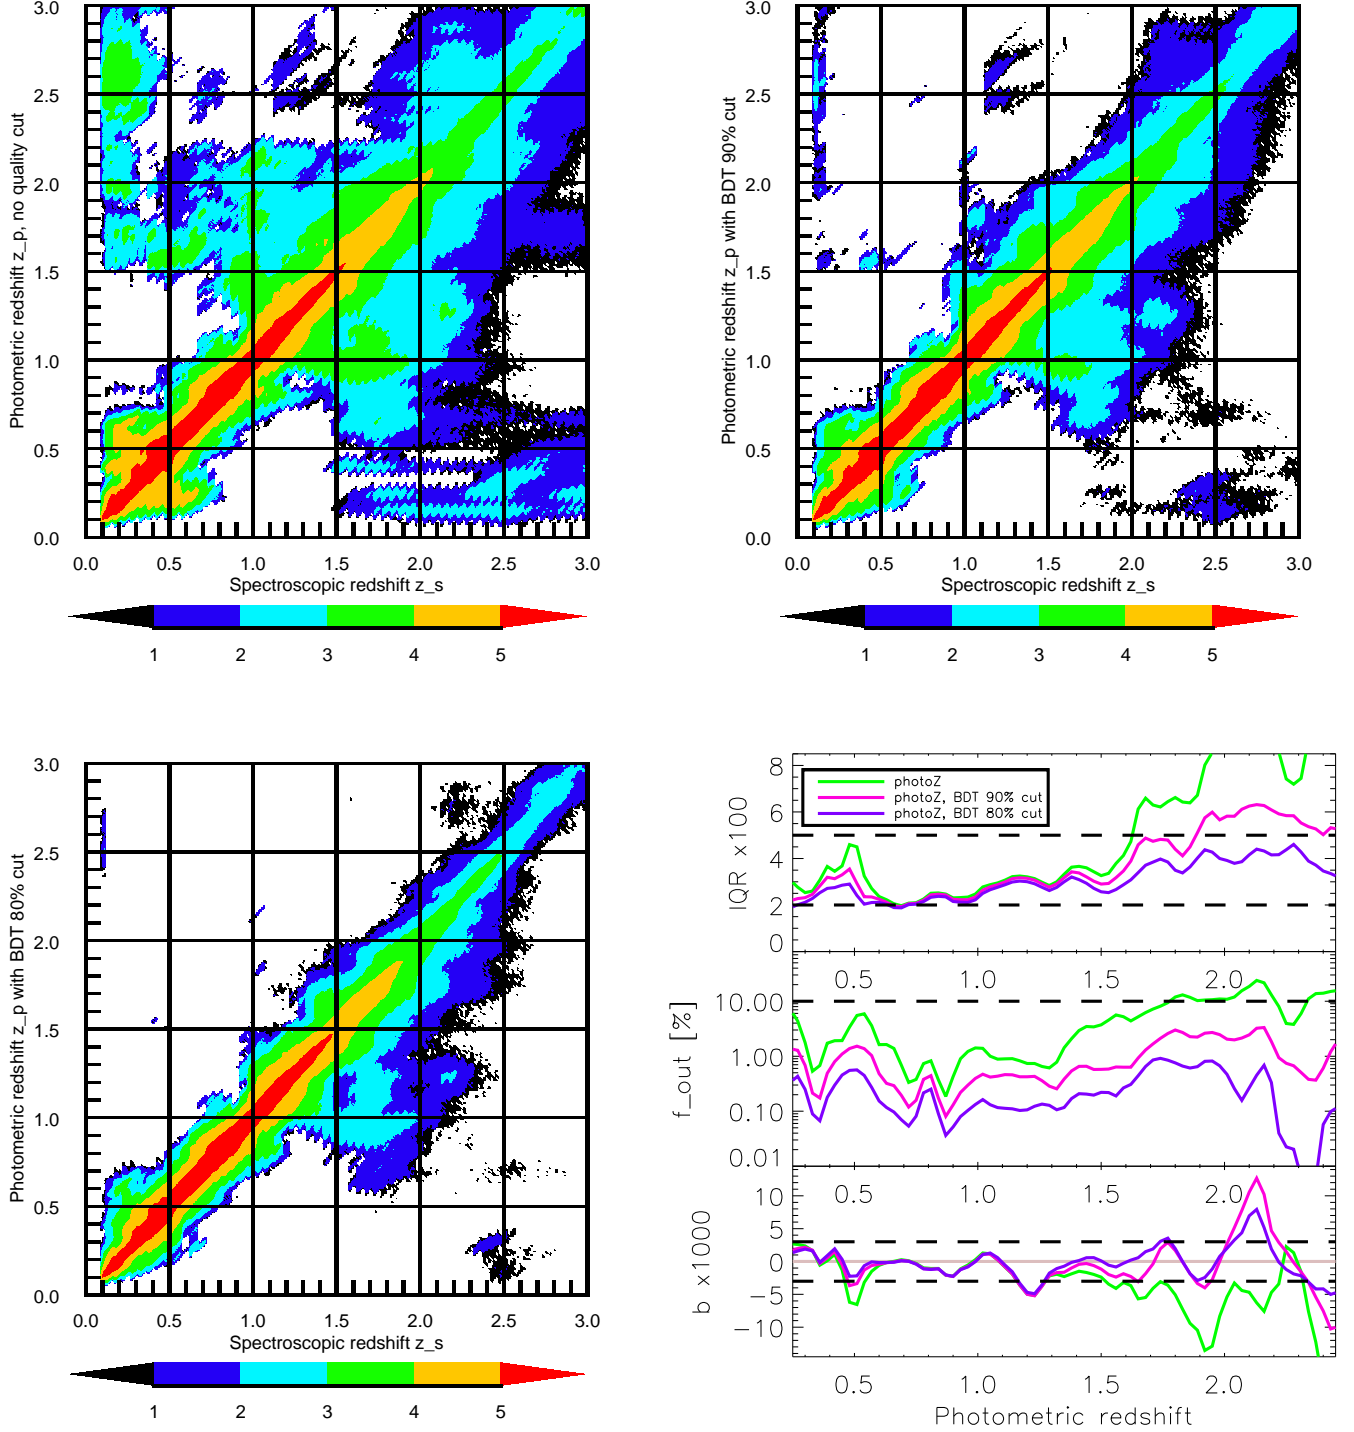 Photometric redshift z_p, no quality cut
3.0
2.5
2.0
1.5
1.0
0.5
0.0
0.0 0.5 1.0 1.5 2.0 2.5 3.0
Spectroscopic redshift z_s
1 2 3 4 5
Photometric redshift z_p with BDT 90% cut
3.0
2.5
2.0
1.5
1.0
0.5
0.0
0.0 0.5 1.0 1.5 2.0 2.5 3.0
Spectroscopic redshift z_s
1 2 3 4 5
Photometric redshift z_p with BDT 80% cut
3.0
2.5
2.0
1.5
1.0
0.5
0.0
0.0 0.5 1.0 1.5 2.0 2.5 3.0
Spectroscopic redshift z_s
1 2 3 4 5
IQR x100
8
6
4
2
0
photoZ
photoZ, BDT 90% cut
photoZ, BDT 80% cut
f_out [%]
0.5 1.0 1.5 2.0
10.00
1.00
0.10
0.01
b x1000
0.5 1.0 1.5 2.0
10
5
0
-5
-10
0.5 1.0 1.5 2.0
Photometric redshift